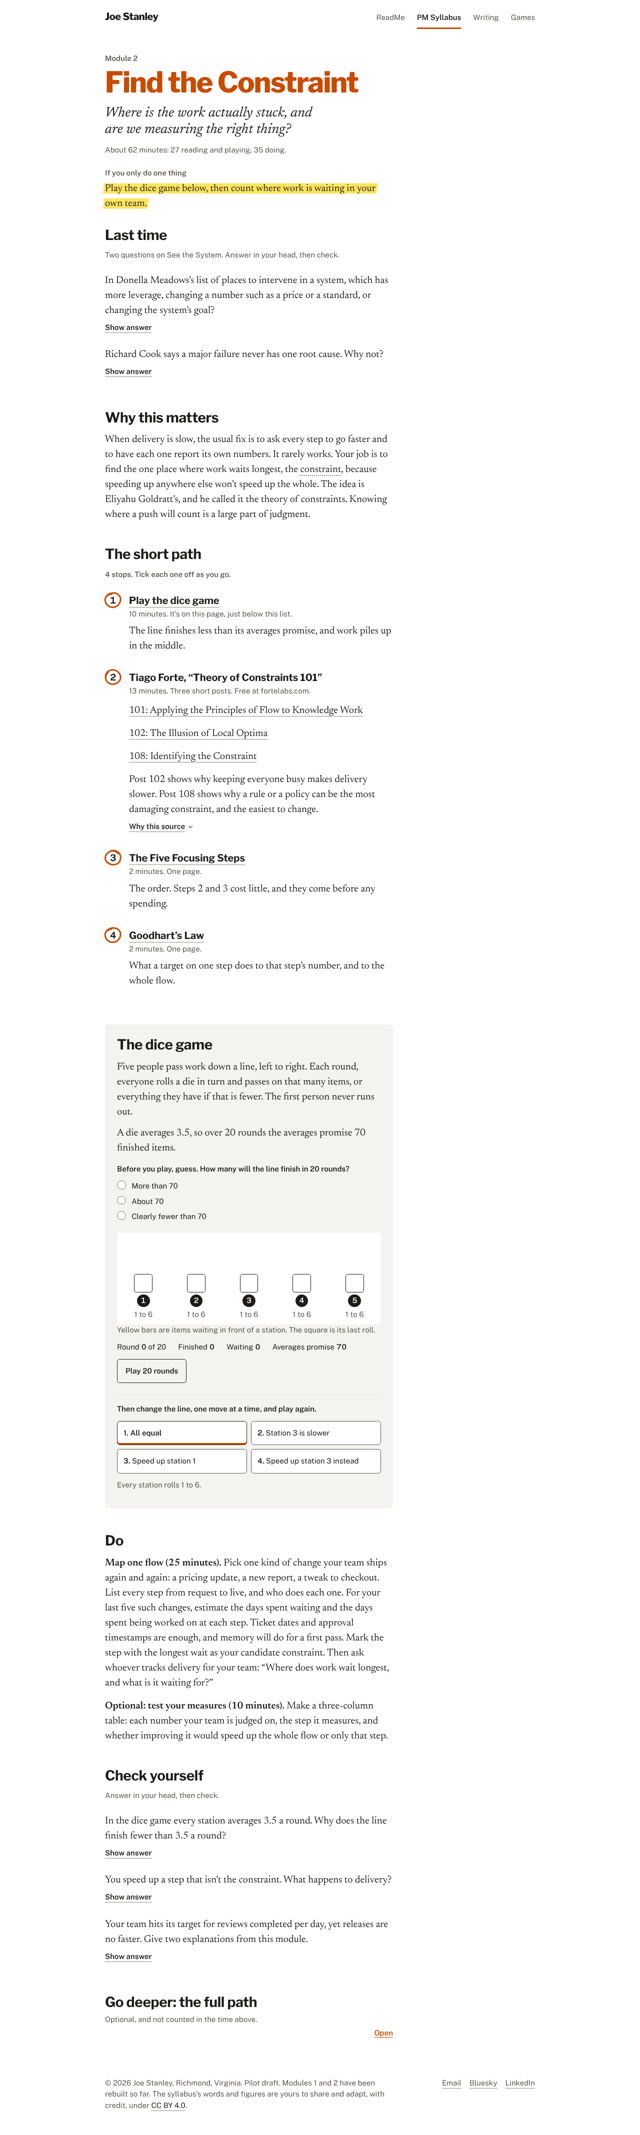 Joe Stanley
ReadMe
PM Syllabus
Writing
Games
Module 2
Find the Constraint
Where is the work actually stuck, and
are we measuring the right thing?
About 62 minutes: 27 reading and playing, 35 doing.
If you only do one thing
Play the dice game below, then count where work is waiting in your
own team.
Last time
Two questions on See the System. Answer in your head, then check.
In Donella Meadows’s list of places to intervene in a system, which has
more leverage, changing a number such as a price or a standard, or
changing the system’s goal?
Show answer
Richard Cook says a major failure never has one root cause. Why not?
Show answer
Why this matters
When delivery is slow, the usual fix is to ask every step to go faster and
to have each one report its own numbers. It rarely works. Your job is to
find the one place where work waits longest, the constraint, because
speeding up anywhere else won’t speed up the whole. The idea is
Eliyahu Goldratt’s, and he called it the theory of constraints. Knowing
where a push will count is a large part of judgment.
The short path
4 stops. Tick each one off as you go.
1
Play the dice game
10 minutes. It’s on this page, just below this list.
The line finishes less than its averages promise, and work piles up
in the middle.
2
Tiago Forte, “Theory of Constraints 101”
13 minutes. Three short posts. Free at fortelabs.com.
101: Applying the Principles of Flow to Knowledge Work
102: The Illusion of Local Optima
108: Identifying the Constraint
Post 102 shows why keeping everyone busy makes delivery
slower. Post 108 shows why a rule or a policy can be the most
damaging constraint, and the easiest to change.
Why this source
3
The Five Focusing Steps
2 minutes. One page.
The order. Steps 2 and 3 cost little, and they come before any
spending.
4
Goodhart’s Law
2 minutes. One page.
What a target on one step does to that step’s number, and to the
whole flow.
The dice game
Five people pass work down a line, left to right. Each round,
everyone rolls a die in turn and passes on that many items, or
everything they have if that is fewer. The first person never runs
out.
A die averages 3.5, so over 20 rounds the averages promise 70
finished items.
Before you play, guess. How many will the line finish in 20 rounds?
More than 70
About 70
Clearly fewer than 70
1 2 3 4 5
1 to 6 1 to 6 1 to 6 1 to 6 1 to 6
Yellow bars are items waiting in front of a station. The square is its last roll.
Round 0 of 20 Finished 0 Waiting 0 Averages promise 70
Play 20 rounds
Then change the line, one move at a time, and play again.
1. All equal
2. Station 3 is slower
3. Speed up station 1
4. Speed up station 3 instead
Every station rolls 1 to 6.
Do
Map one flow (25 minutes). Pick one kind of change your team ships
again and again: a pricing update, a new report, a tweak to checkout.
List every step from request to live, and who does each one. For your
last five such changes, estimate the days spent waiting and the days
spent being worked on at each step. Ticket dates and approval
timestamps are enough, and memory will do for a first pass. Mark the
step with the longest wait as your candidate constraint. Then ask
whoever tracks delivery for your team: “Where does work wait longest,
and what is it waiting for?”
Optional: test your measures (10 minutes). Make a three-column
table: each number your team is judged on, the step it measures, and
whether improving it would speed up the whole flow or only that step.
Check yourself
Answer in your head, then check.
In the dice game every station averages 3.5 a round. Why does the line
finish fewer than 3.5 a round?
Show answer
You speed up a step that isn’t the constraint. What happens to delivery?
Show answer
Your team hits its target for reviews completed per day, yet releases are
no faster. Give two explanations from this module.
Show answer
Go deeper: the full path
Optional, and not counted in the time above.
Open
© 2026 Joe Stanley, Richmond, Virginia. Pilot draft. Modules 1 and 2 have been
rebuilt so far. The syllabus’s words and figures are yours to share and adapt, with
credit, under CC BY 4.0.
Email
Bluesky
LinkedIn